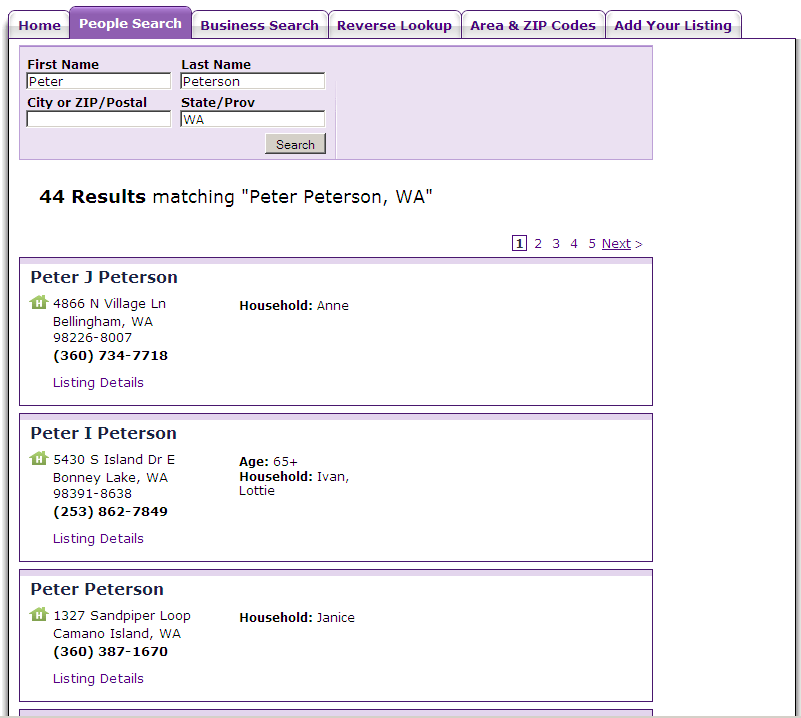 Home People Search Business Search Reverse Lookup Area & ZIP Codes Add Your Listing
First Name Last Name
Peter Peterson
City or ZIP/Postal State/Prov
WA
Search
44 Results matching "Peter Peterson, WA"
1 2 3 4 5 Next >
Peter J Peterson
H 4866 N Village Ln Household: Anne
Bellingham, WA
98226-8007
(360) 734-7718
Listing Details
Peter I Peterson
H 5430 S Island Dr E Age: 65+
Bonney Lake, WA Household: Ivan,
98391-8638 Lottie
(253) 862-7849
Listing Details
Peter Peterson
H 1327 Sandpiper Loop Household: Janice
Camano Island, WA
(360) 387-1670
Listing Details